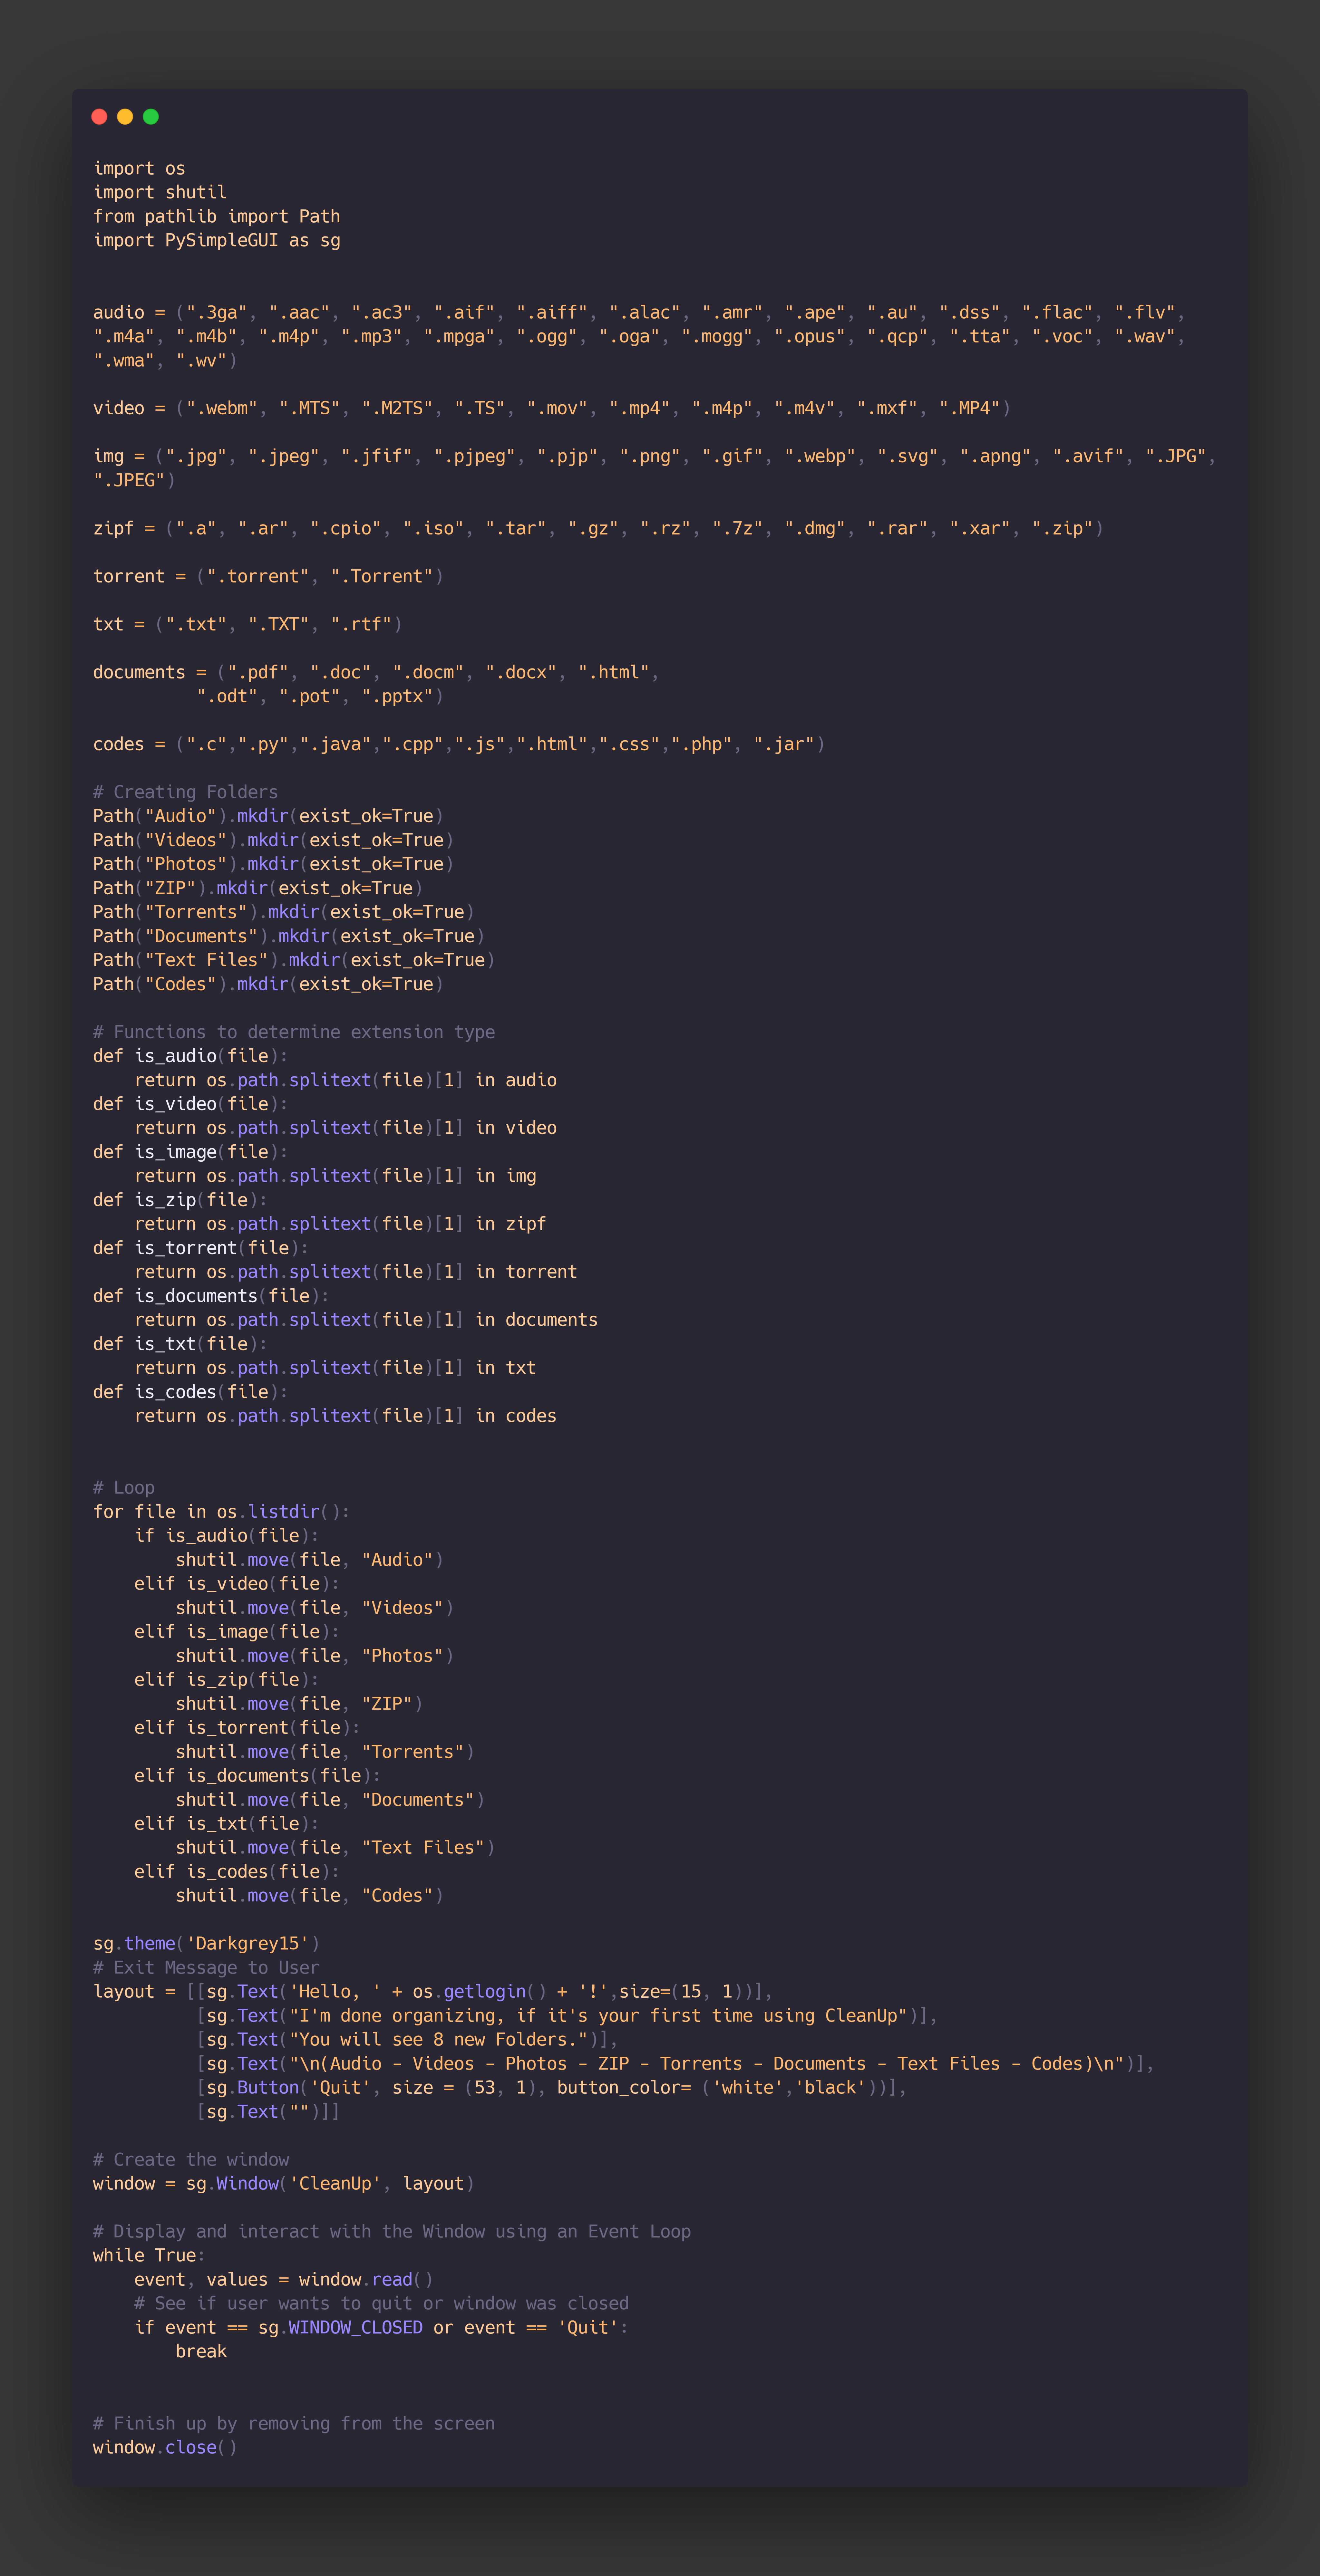 import os
import shutil
from pathlib import Path
import PySimpleGUI as sg
audio = (".3ga", ".aac", ".ac3", ".aif", ".aiff", ".alac", ".amr", ".ape", ".au", ".dss", ".flac", ".flv",
".m4a", ".m4b", ".m4p", ".mp3", ".mpga", ".ogg", ".oga", ".mogg", ".opus", ".qcp", ".tta", ".voc", ".wav",
".wma", ".wv")
video = (".webm", ".MTS", ".M2TS", ".TS", ".mov", ".mp4", ".m4p", ".m4v", ".mxf", ".MP4")
img = (".jpg", ".jpeg", ".jfif", ".pjpeg", ".pjp", ".png", ".gif", ".webp", ".svg", ".apng", ".avif", ".JPG",
".JPEG")
zipf = (".a", ".ar", ".cpio", ".iso", ".tar", ".gz", ".rz", ".7z", ".dmg", ".rar", ".xar", ".zip")
torrent = (".torrent", ".Torrent")
txt = (".txt", ".TXT", ".rtf")
documents = (".pdf", ".doc", ".docm", ".docx", ".html",
          ".odt", ".pot", ".pptx")
codes = (".c",".py",".java",".cpp",".js",".html",".css",".php", ".jar")
# Creating Folders
Path("Audio").mkdir(exist_ok=True)
Path("Videos").mkdir(exist_ok=True)
Path("Photos").mkdir(exist_ok=True)
Path("ZIP").mkdir(exist_ok=True)
Path("Torrents").mkdir(exist_ok=True)
Path("Documents").mkdir(exist_ok=True)
Path("Text Files").mkdir(exist_ok=True)
Path("Codes").mkdir(exist_ok=True)
# Functions to determine extension type
def is_audio(file):
    return os.path.splitext(file)[1] in audio
def is_video(file):
    return os.path.splitext(file)[1] in video
def is_image(file):
    return os.path.splitext(file)[1] in img
def is_zip(file):
    return os.path.splitext(file)[1] in zipf
def is_torrent(file):
    return os.path.splitext(file)[1] in torrent
def is_documents(file):
    return os.path.splitext(file)[1] in documents
def is_txt(file):
    return os.path.splitext(file)[1] in txt
def is_codes(file):
    return os.path.splitext(file)[1] in codes
# Loop
for file in os.listdir():
    if is_audio(file):
        shutil.move(file, "Audio")
    elif is_video(file):
        shutil.move(file, "Videos")
    elif is_image(file):
        shutil.move(file, "Photos")
    elif is_zip(file):
        shutil.move(file, "ZIP")
    elif is_torrent(file):
        shutil.move(file, "Torrents")
    elif is_documents(file):
        shutil.move(file, "Documents")
    elif is_txt(file):
        shutil.move(file, "Text Files")
    elif is_codes(file):
        shutil.move(file, "Codes")
sg.theme('Darkgrey15')
# Exit Message to User
layout = [[sg.Text('Hello, ' + os.getlogin() + '!',size=(15, 1))],
          [sg.Text("I'm done organizing, if it's your first time using CleanUp")],
          [sg.Text("You will see 8 new Folders.")],
          [sg.Text("\n(Audio - Videos - Photos - ZIP - Torrents - Documents - Text Files - Codes)\n")],
          [sg.Button('Quit', size = (53, 1), button_color= ('white','black'))],
          [sg.Text("")]]
# Create the window
window = sg.Window('CleanUp', layout)
# Display and interact with the Window using an Event Loop
while True:
    event, values = window.read()
    # See if user wants to quit or window was closed
    if event == sg.WINDOW_CLOSED or event == 'Quit':
        break
# Finish up by removing from the screen
window.close()